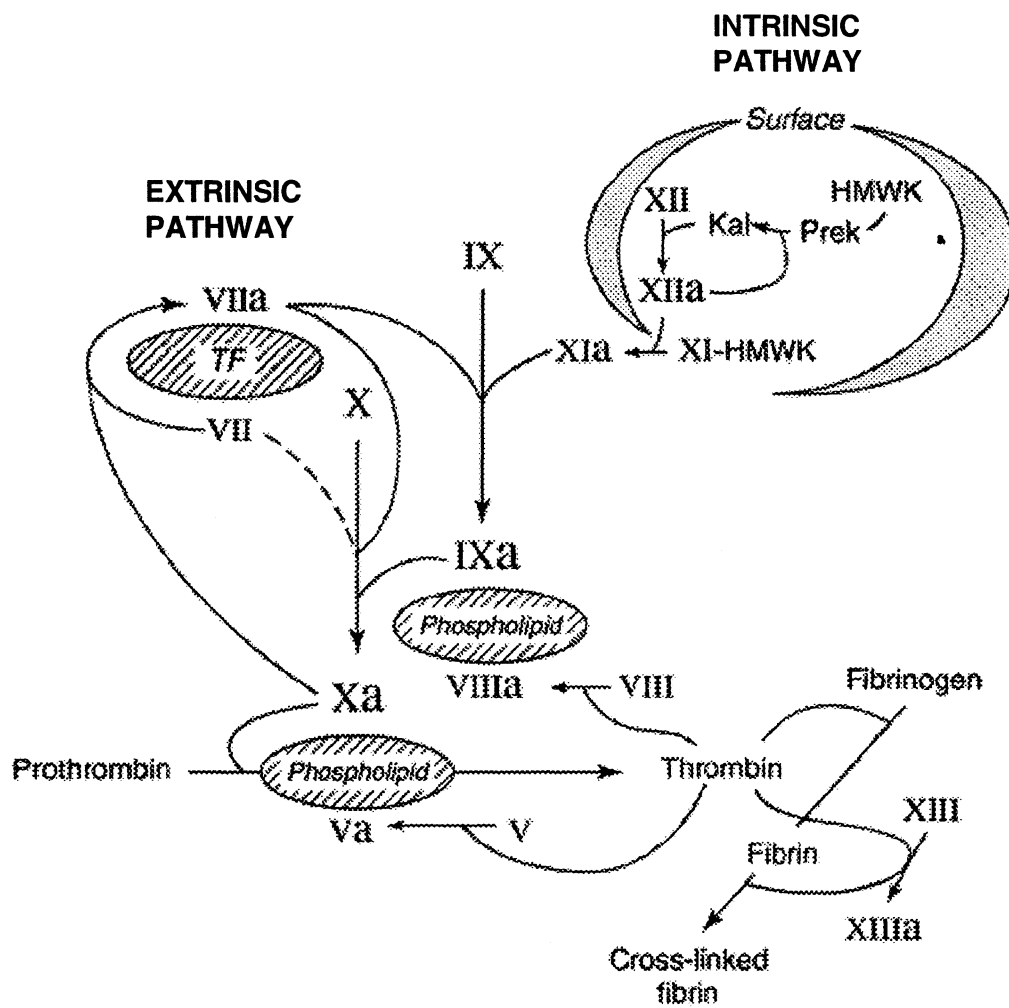 INTRINSIC
PATHWAY
Surface
EXTRINSIC
PATHWAY
HMWK
XII
Kal
Prek
IX
XIIa
VIIa
TF
XIa
XI-HMWK
X
VII
IXa
Phospholipid
Xa
VIIIa
VIII
Fibrinogen
Prothrombin
Phospholipid
Thrombin
Va
V
XIII
Fibrin
XIIIa
Cross-linked
fibrin